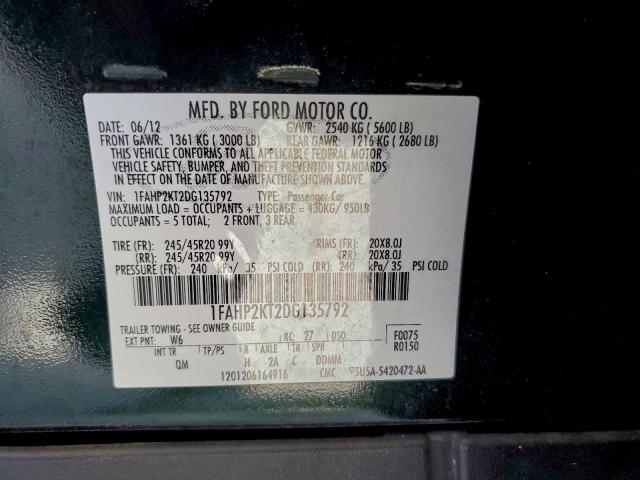 MFD. BY FORD MOTOR CO.
DATE: 06/12 GVWR: 2540 KG ( 5600 LB)
FRONT GAWR: 1361 KG ( 3000 LB) REAR GAWR: 1216 KG ( 2680 LB)
THIS VEHICLE CONFORMS TO ALL APPLICABLE FEDERAL MOTOR
VEHICLE SAFETY, BUMPER, AND THEFT PREVENTION STANDARDS
IN EFFECT ON THE DATE OF MANUFACTURE SHOWN ABOVE.
VIN: 1FAHP2KT2DG135792 TYPE: Passenger Car
MAXIMUM LOAD = OCCUPANTS + LUGGAGE = 430KG/ 950LB
OCCUPANTS = 5 TOTAL; 2 FRONT, 3 REAR
TIRE (FR): 245/45R20 99Y RIMS (FR): 20X8.0J
(RR): 245/45R20 99Y (RR): 20X8.0J
PRESSURE (FR): 240 kPa/ 35 PSI COLD (RR): 240 kPa/ 35 PSI COLD
1FAHP2KT2DG135792
TRAILER TOWING - SEE OWNER GUIDE
EXT PNT: W6 RC: 27 DSO: F0075
R0150
INT TR TP/PS R AXLE TR SPR
QM H 2A C DDMM
1201206164916 CMC 5U5A-5420472-AA